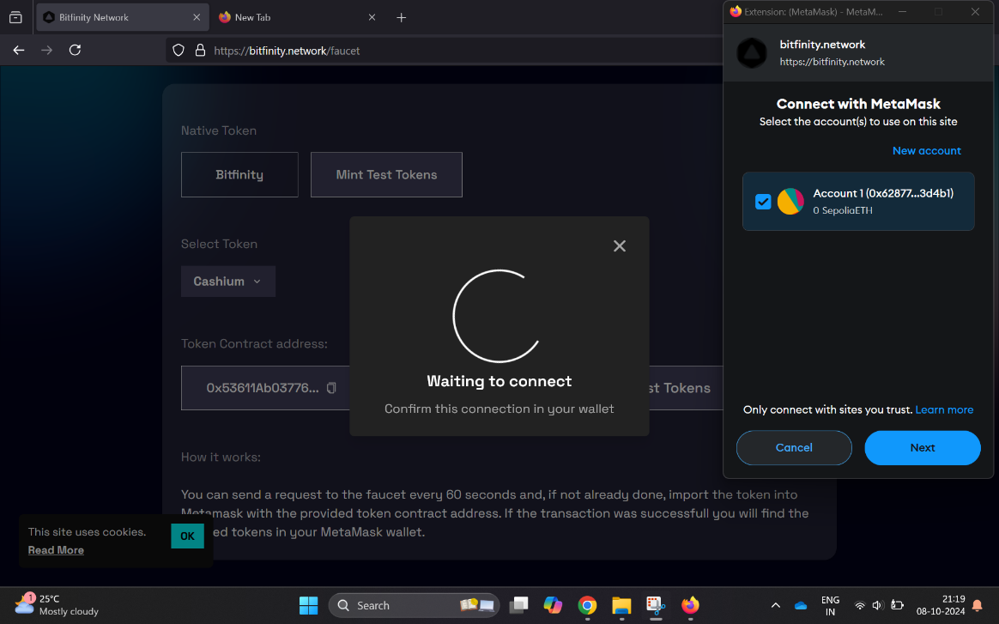 Bitfinity Network
New Tab
https://bitfinity.network/faucet
Native Token
Bitfinity
Mint Test Tokens
Select Token
Cashium
Token Contract address:
0x53611Ab03776...
st Tokens
Waiting to connect
Confirm this connection in your wallet
How it works:
You can send a request to the faucet every 60 seconds and, if not already done, import the token into
Metamask with the provided token contract address. If the transaction was successfull you will find the
ed tokens in your MetaMask wallet.
This site uses cookies.
Read More
OK
Extension: (MetaMask) - MetaM...
bitfinity.network
https://bitfinity.network
Connect with MetaMask
Select the account(s) to use on this site
New account
Account 1 (0x62877...3d4b1)
0 SepoliaETH
Only connect with sites you trust. Learn more
Cancel
Next
1
25°C
Mostly cloudy
Search
ENG
IN
21:19
08-10-2024